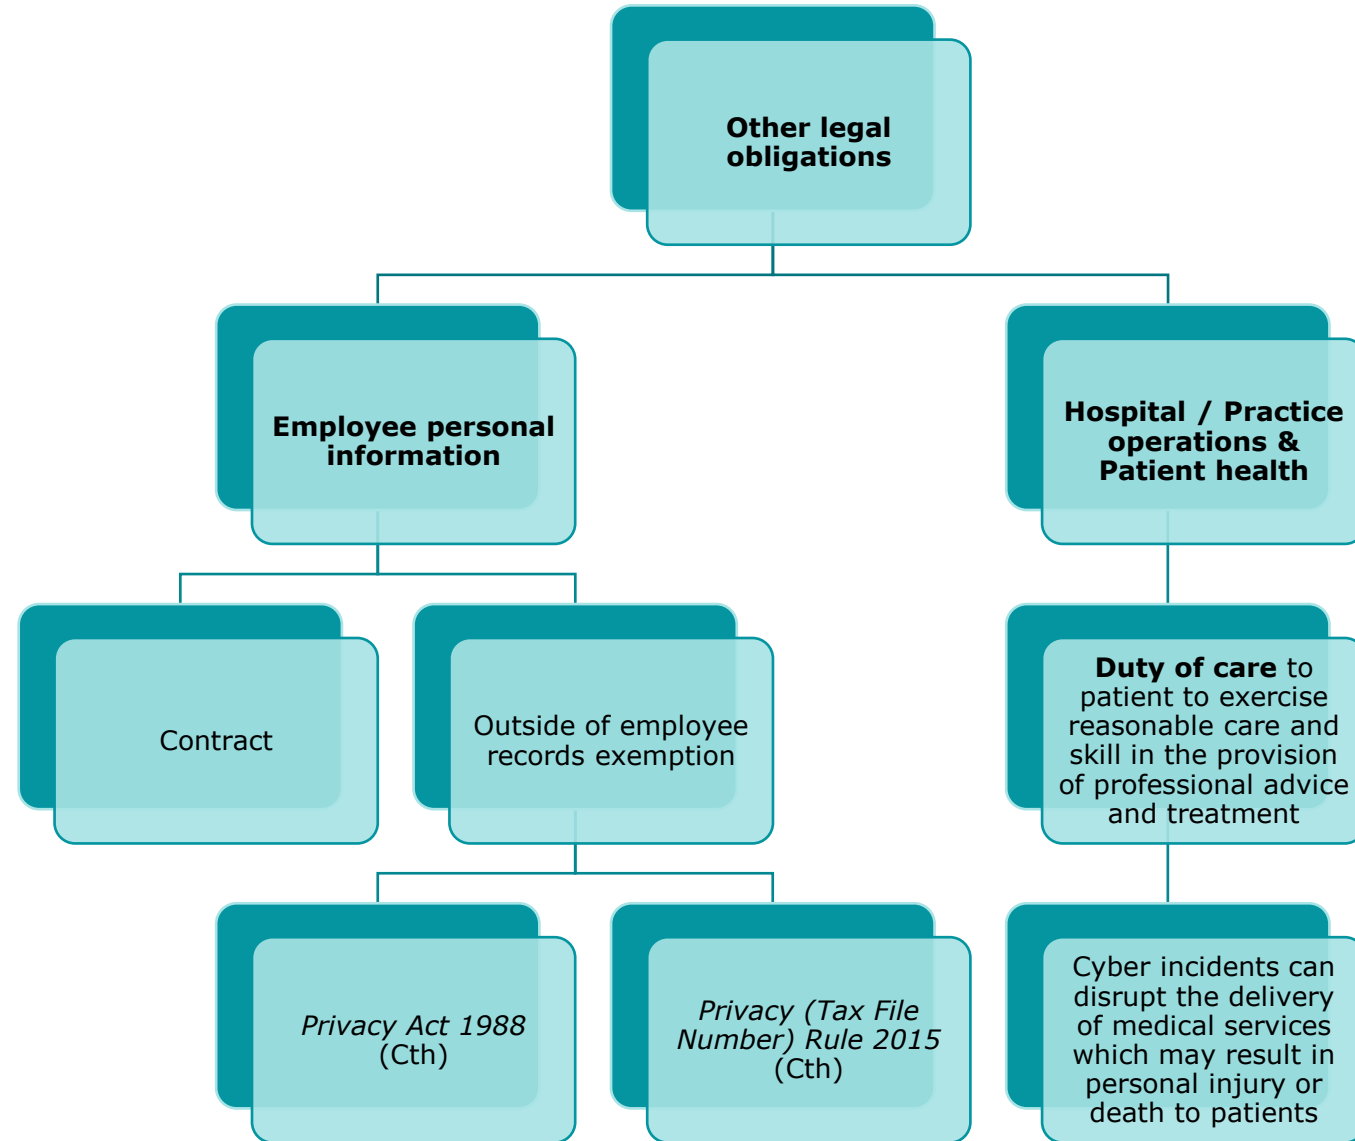 Other legal
obligations
Employee personal
information
Hospital / Practice
operations &
Patient health
Contract
Outside of employee
records exemption
Duty of care to
patient to exercise
reasonable care and
skill in the provision
of professional advice
and treatment
Privacy Act 1988
(Cth)
Privacy (Tax File
Number) Rule 2015
(Cth)
Cyber incidents can
disrupt the delivery
of medical services
which may result in
personal injury or
death to patients